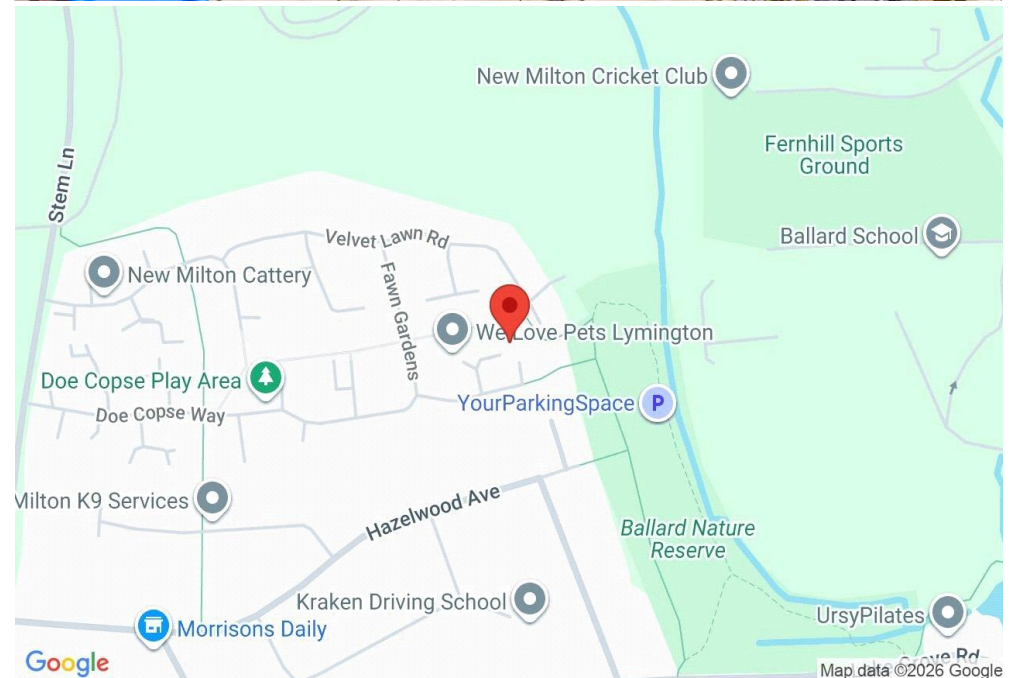 New Milton Cricket Club
Fernhill Sports
Ground
Stem Ln
Ballard School
Velvet Lawn Rd
New Milton Cattery
Fawn Gardens
We Love Pets Lymington
Doe Copse Play Area
YourParkingSpace
P
Doe Copse Way
Milton K9 Services
Hazelwood Ave
Ballard Nature
Reserve
Kraken Driving School
UrsyPilates
Morrisons Daily
Grove Rd
Google
Map data ©2026 Google